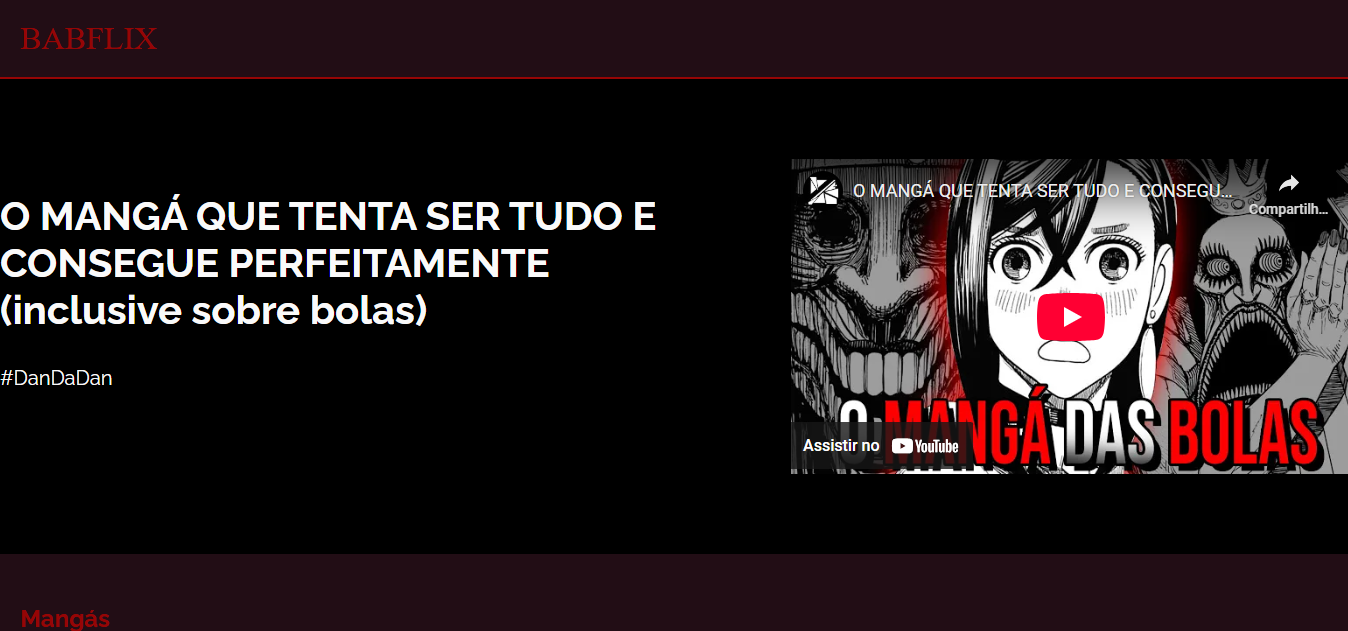 BABFLIX
O MANGÁ QUE TENTA SER TUDO E
CONSEGUE PERFEITAMENTE
(inclusive sobre bolas)
#DanDaDan
O MANGÁ QUE TENTA SER TUDO E CONSEGU...
Compartilh...
O MANGÁ DAS BOLAS
Assistir no YouTube
Mangás